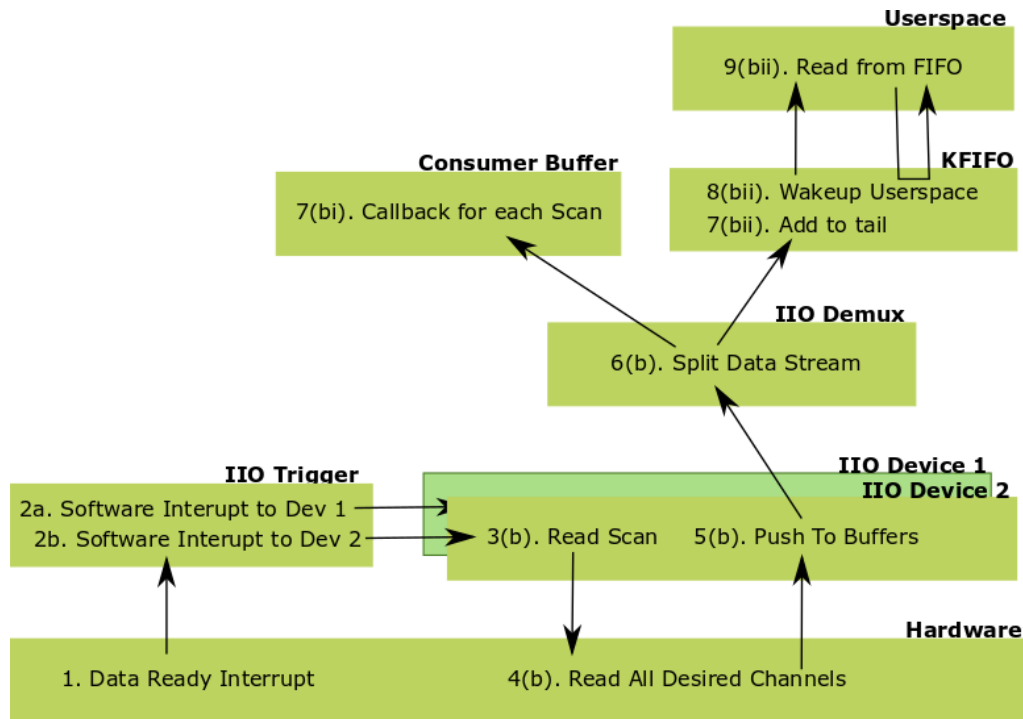 Userspace
9(bii). Read from FIFO
Consumer Buffer
7(bi). Callback for each Scan
KFIFO
8(bii). Wakeup Userspace
7(bii). Add to tail
IIO Demux
6(b). Split Data Stream
IIO Trigger
2a. Software Interupt to Dev 1
2b. Software Interupt to Dev 2
IIO Device 1
IIO Device 2
3(b). Read Scan
5(b). Push To Buffers
Hardware
1. Data Ready Interrupt
4(b). Read All Desired Channels